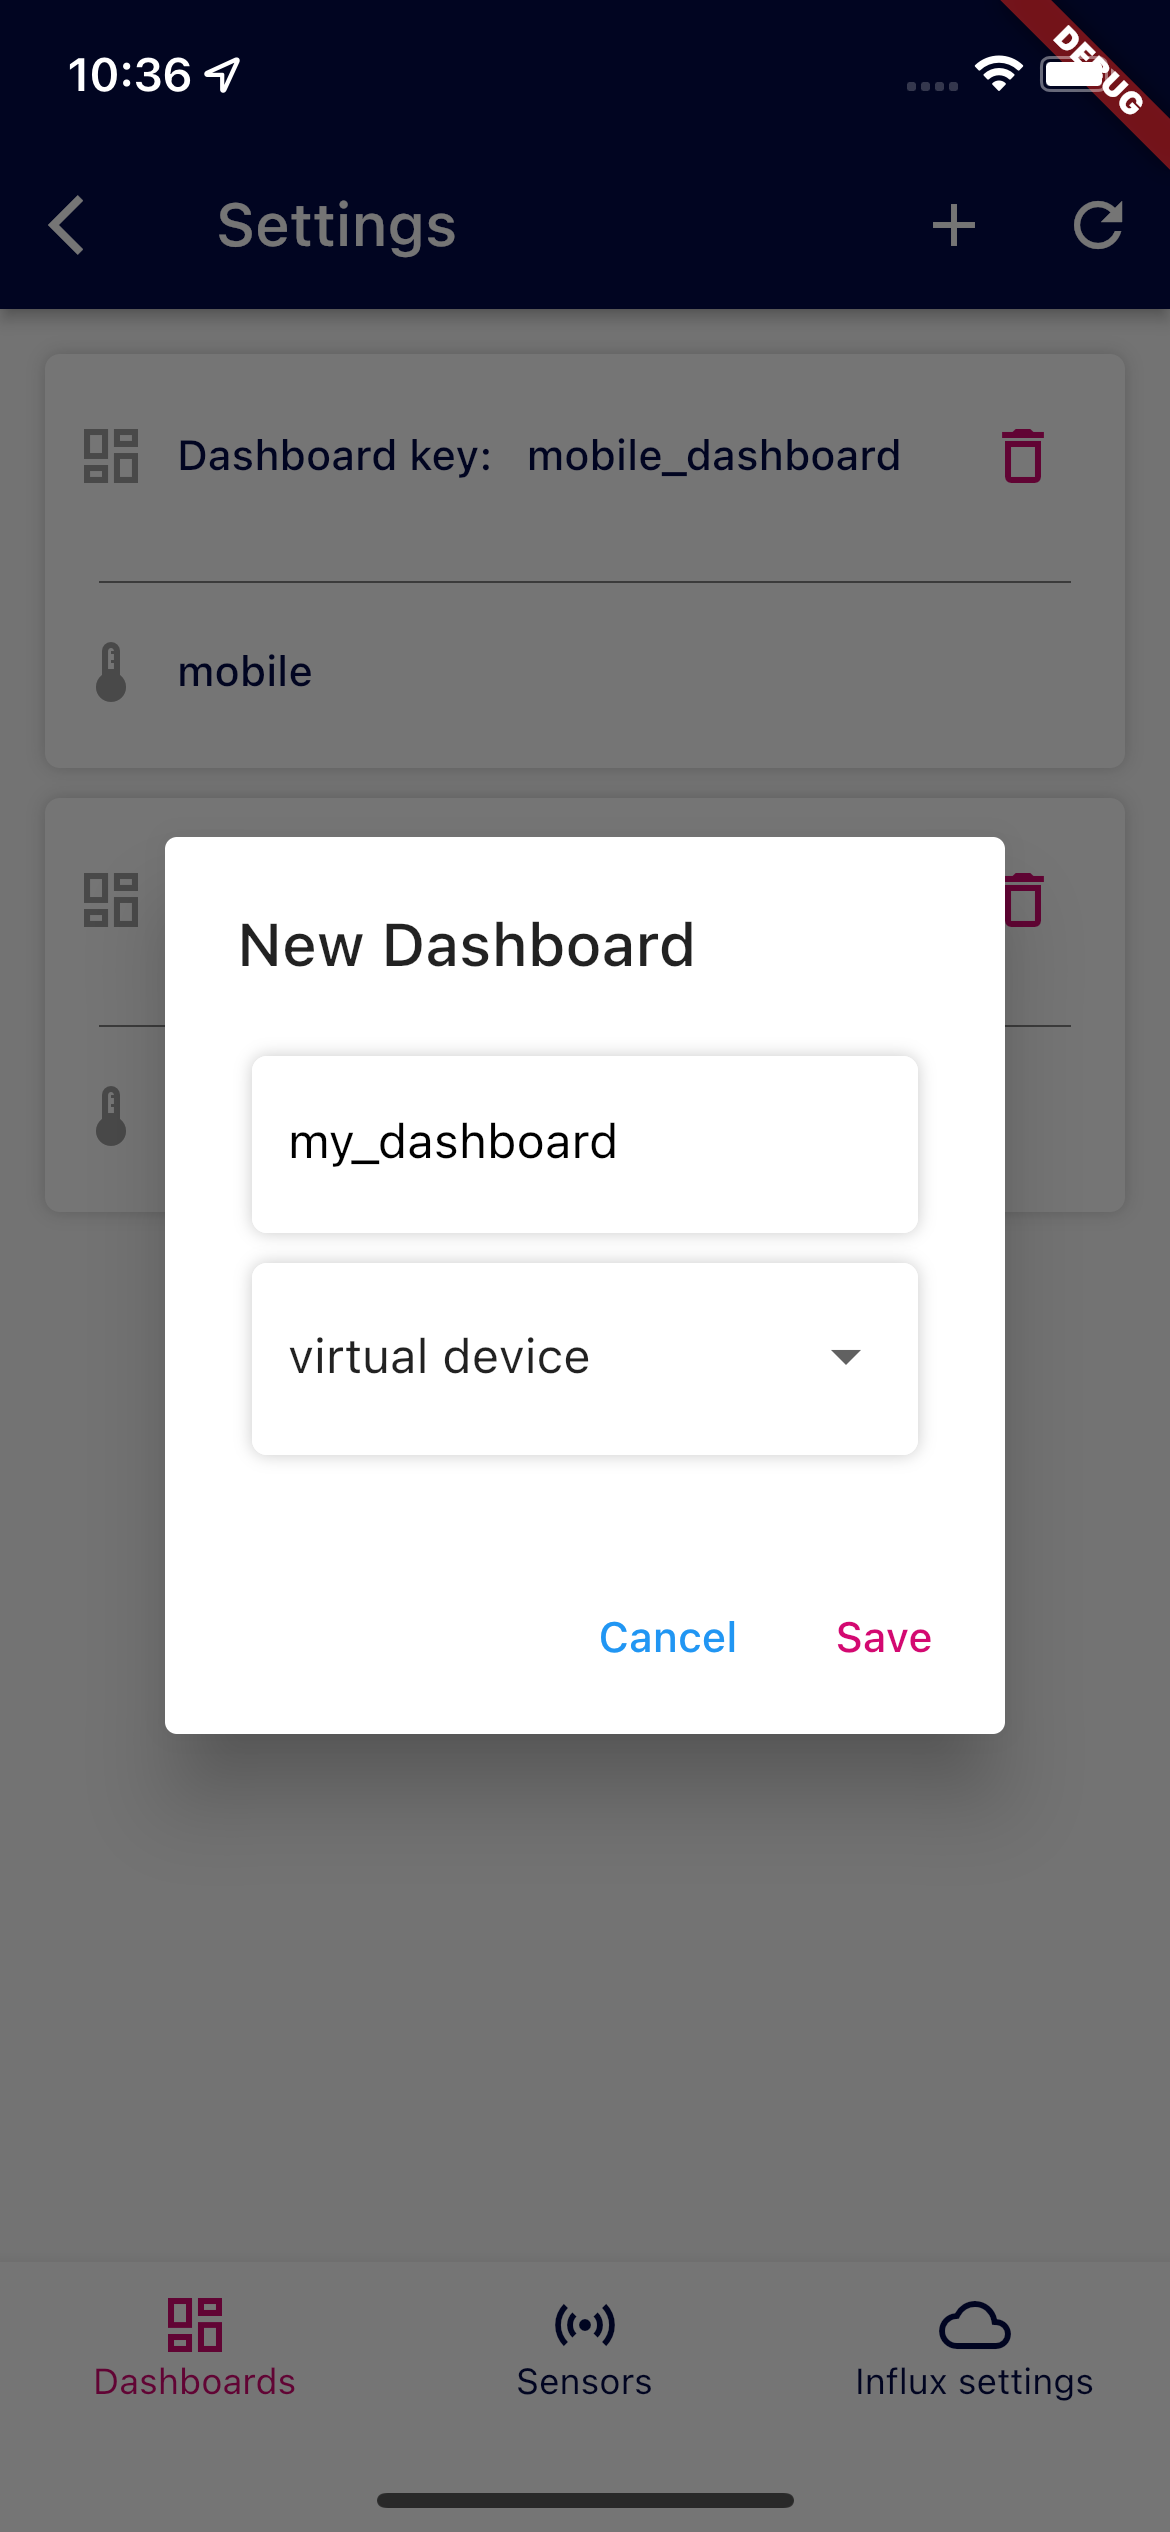 10:36
DEBUG
Settings
Dashboard key: mobile_dashboard
mobile
New Dashboard
my_dashboard
virtual device
Cancel Save
Dashboards Sensors Influx settings